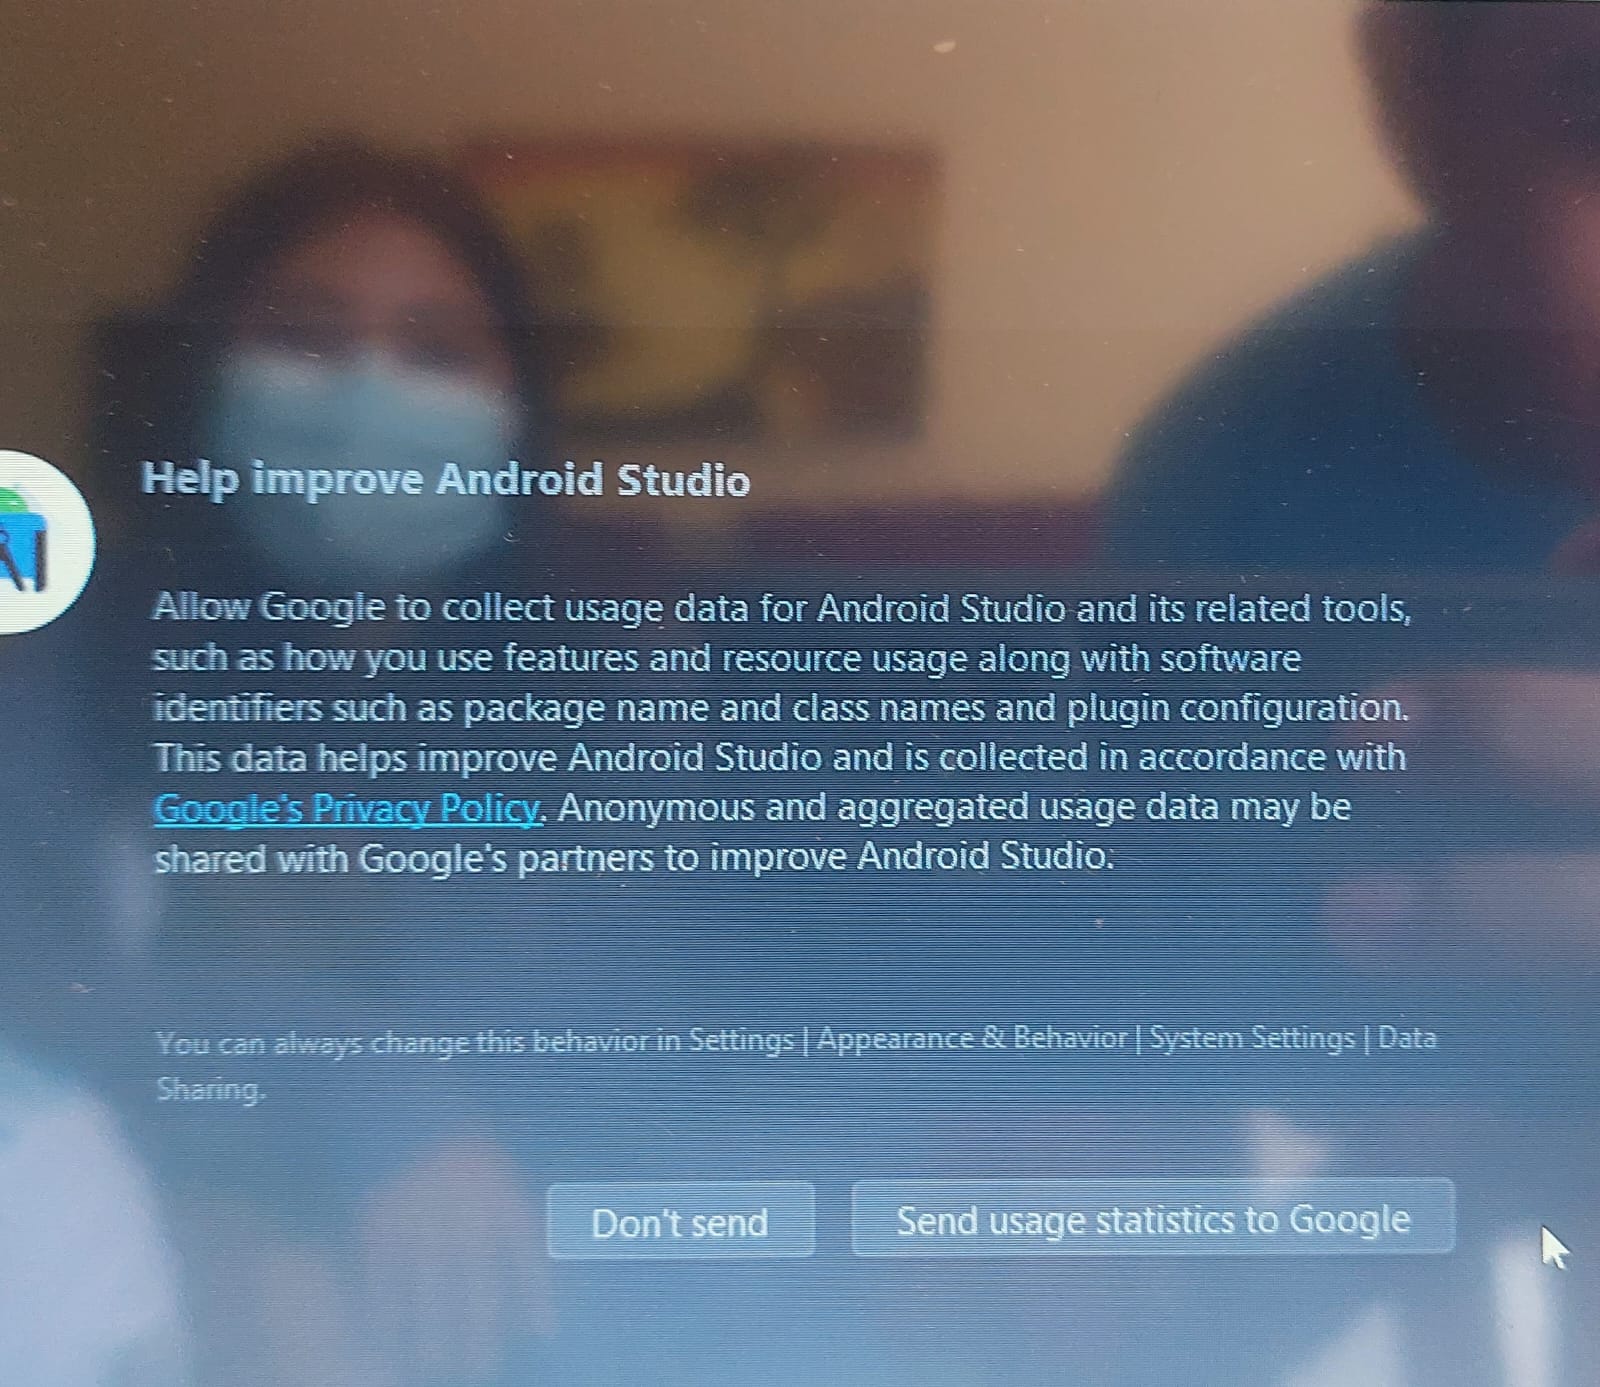 Help improve Android Studio
Allow Google to collect usage data for Android Studio and its related tools,
such as how you use features and resource usage along with software
identifiers such as package name and class names and plugin configuration.
This data helps improve Android Studio and is collected in accordance with
Google's Privacy Policy. Anonymous and aggregated usage data may be
shared with Google's partners to improve Android Studio.
You can always change this behavior in Settings | Appearance & Behavior | System Settings | Data
Sharing.
Don't send
Send usage statistics to Google